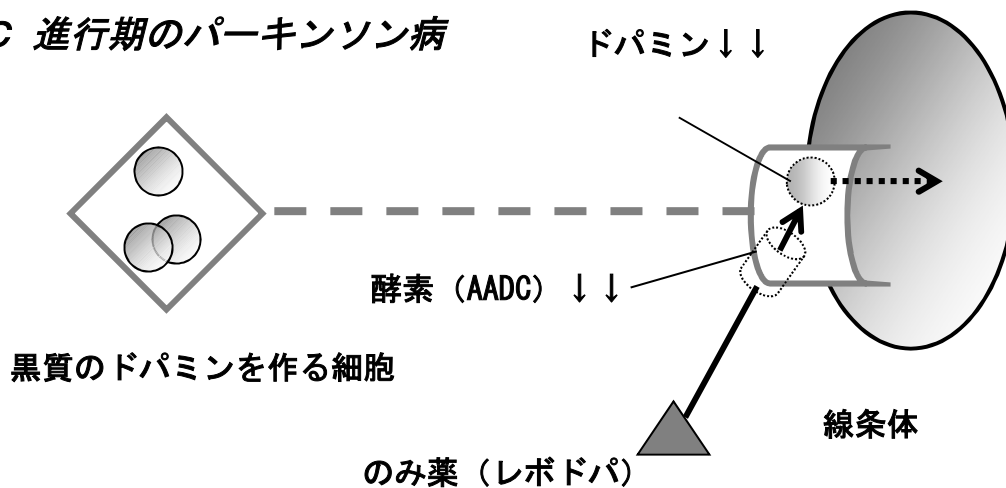 C 進行期のパーキンソン病
ドパミン↓↓
酵素（AADC）↓↓
黒質のドパミンを作る細胞
線条体
のみ薬（レボドパ）